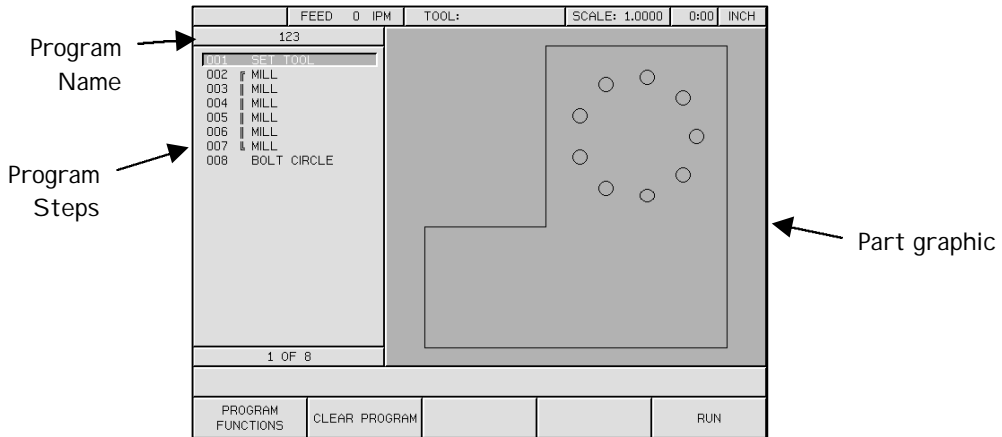 FEED 0 IPM TOOL: SCALE: 1.0000 0:00 INCH
Program Name
123
001 SET TOOL
002 MILL
003 MILL
004 MILL
005 MILL
006 MILL
007 MILL
008 BOLT CIRCLE
Program Steps
Part graphic
1 OF 8
PROGRAM FUNCTIONS
CLEAR PROGRAM
RUN